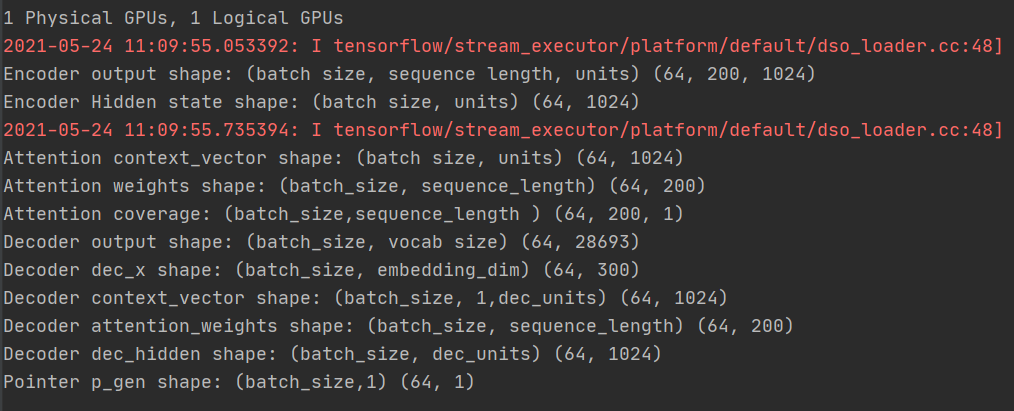 1 Physical GPUs, 1 Logical GPUs
2021-05-24 11:09:55.053392: I tensorflow/stream_executor/platform/default/dso_loader.cc:48]
Encoder output shape: (batch size, sequence length, units) (64, 200, 1024)
Encoder Hidden state shape: (batch size, units) (64, 1024)
2021-05-24 11:09:55.735394: I tensorflow/stream_executor/platform/default/dso_loader.cc:48]
Attention context_vector shape: (batch size, units) (64, 1024)
Attention weights shape: (batch_size, sequence_length) (64, 200)
Attention coverage: (batch_size,sequence_length ) (64, 200, 1)
Decoder output shape: (batch_size, vocab size) (64, 28693)
Decoder dec_x shape: (batch_size, embedding_dim) (64, 300)
Decoder context_vector shape: (batch_size, 1,dec_units) (64, 1024)
Decoder attention_weights shape: (batch_size, sequence_length) (64, 200)
Decoder dec_hidden shape: (batch_size, dec_units) (64, 1024)
Pointer p_gen shape: (batch_size,1) (64, 1)